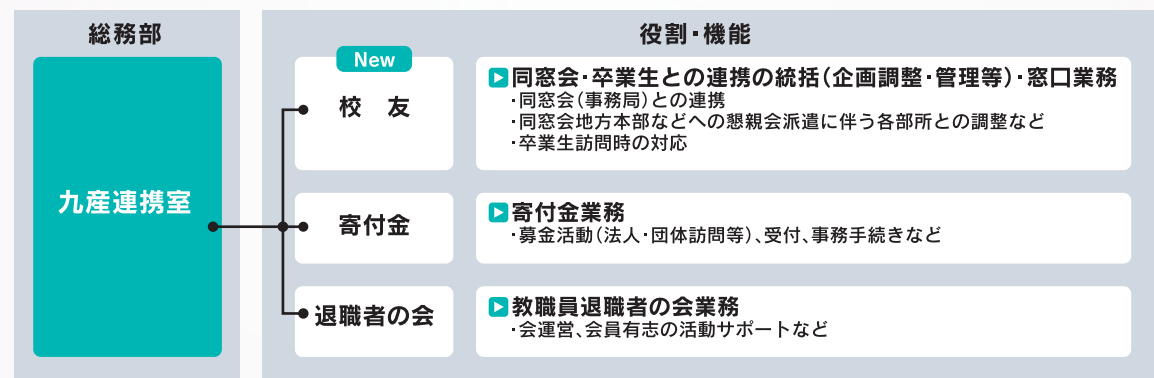 総務部
九産連携室
役割・機能
New
校　友
▶同窓会・卒業生との連携の統括(企画調整・管理等)・窓口業務
・同窓会(事務局)との連携
・同窓会地方本部などへの懇親会派遣に伴う各部所との調整など
・卒業生訪問時の対応
寄付金
▶寄付金業務
・募金活動(法人・団体訪問等)、受付、事務手続きなど
退職者の会
▶教職員退職者の会業務
・会運営、会員有志の活動サポートなど